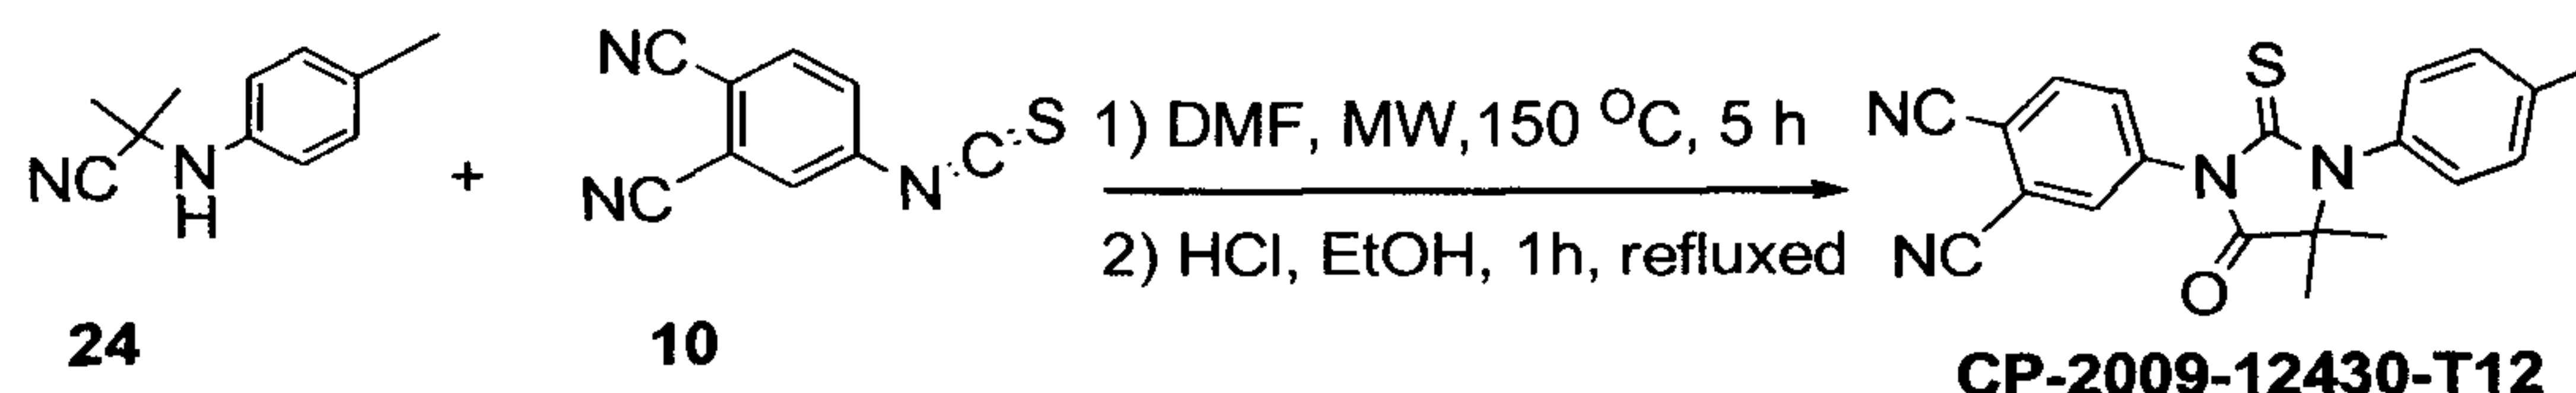 NC
N
H
24
+
NC
NC
N
C
S
10
1) DMF, MW,150 °C, 5 h
2) HCl, EtOH, 1h, refluxed
NC
NC
N
S
N
O
CP-2009-12430-T12